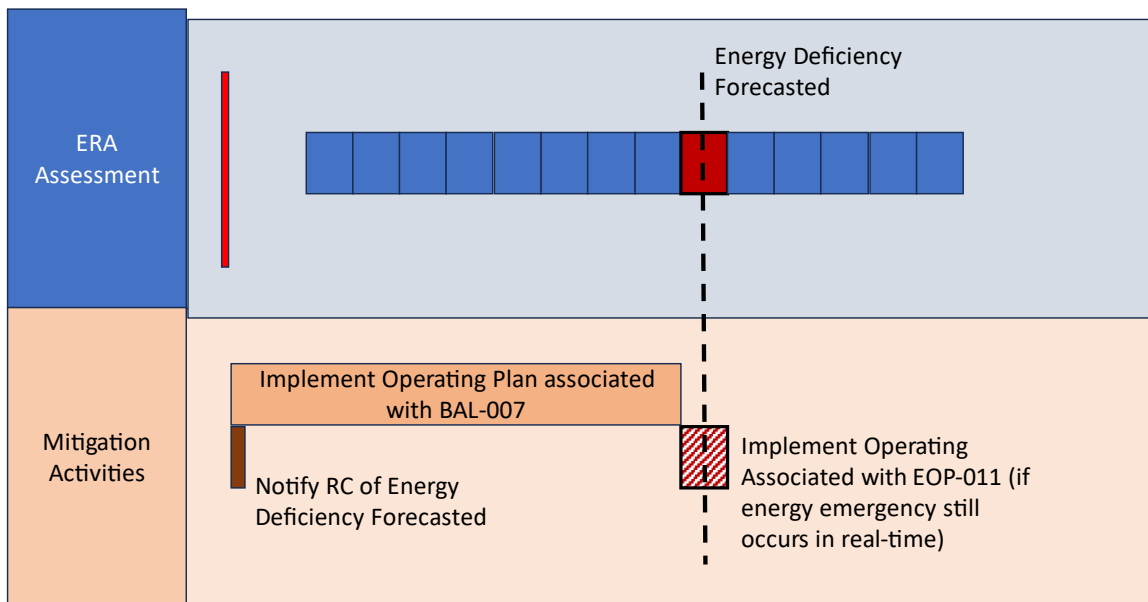 ERA
Assessment
Energy Deficiency
Forecasted
Mitigation
Activities
Implement Operating Plan associated
with BAL-007
Notify RC of Energy
Deficiency Forecasted
Implement Operating
Associated with EOP-011 (if
energy emergency still
occurs in real-time)